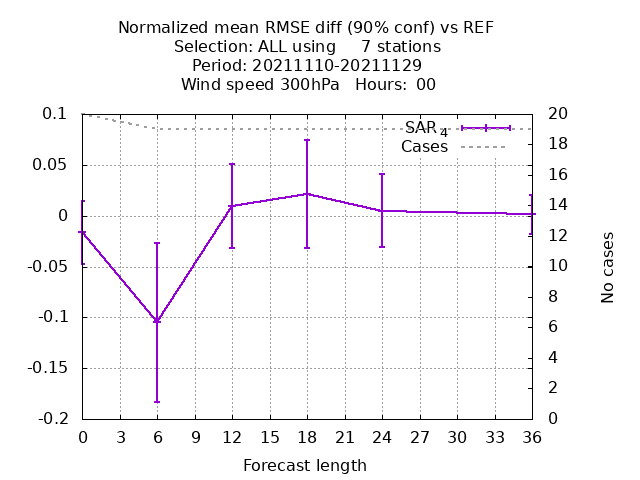 Normalized mean RMSE diff (90% conf) vs REF
Selection: ALL using     7 stations
Period: 20211110-20211129
Wind speed 300hPa   Hours:  00
SAR 4
Cases
0.1
0.05
0
-0.05
-0.1
-0.15
-0.2
20
18
16
14
12
10
8
6
4
2
0
No cases
0 3 6 9 12 15 18 21 24 27 30 33 36
Forecast length